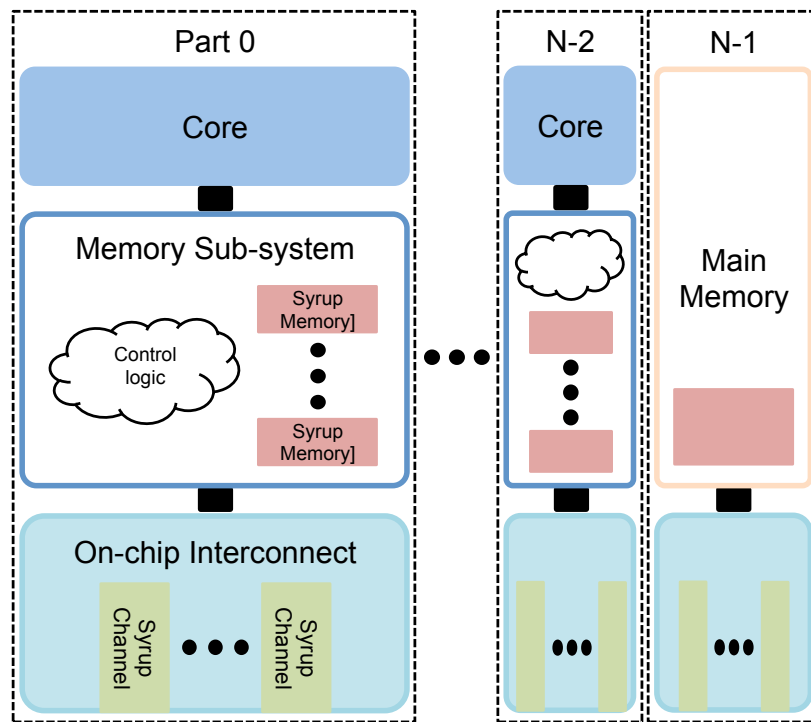 Part 0
N-2
N-1
Core
Core
Memory Sub-system
Syrup
Memory]
Control
logic
Syrup
Memory]
Main
Memory
On-chip Interconnect
Syrup
Channel
Syrup
Channel